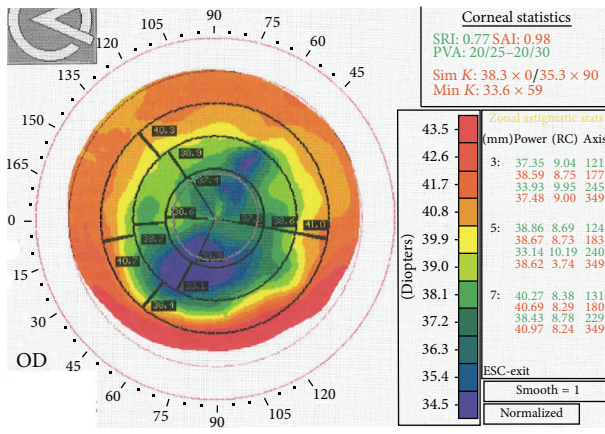 Corneal statistics
SRI: 0.77 SAI: 0.98
PVA: 20/25–20/30
Sim K: 38.3 × 0/35.3 × 90
Min K: 33.6 × 59
90
105
75
120
60
135
45
165
0
15
30
45
60
75
90
105
120
OD
40.3
38.9
37.4
38.6
38.6
41.0
38.7
40.7
33.1
38.4
(Diopters)
43.5
42.6
41.7
40.8
39.9
39.0
38.1
37.2
36.3
35.4
34.5
Zonal astigmatic stats
(mm) Power (RC) Axis
3: 37.35 9.04 121
38.59 8.75 177
33.93 9.95 245
37.48 9.00 349
5: 38.86 8.69 124
38.67 8.73 183
33.14 10.19 240
38.62 3.74 349
7: 40.27 8.38 131
40.69 8.29 180
38.43 8.78 229
40.97 8.24 349
ESC-exit
Smooth = 1
Normalized